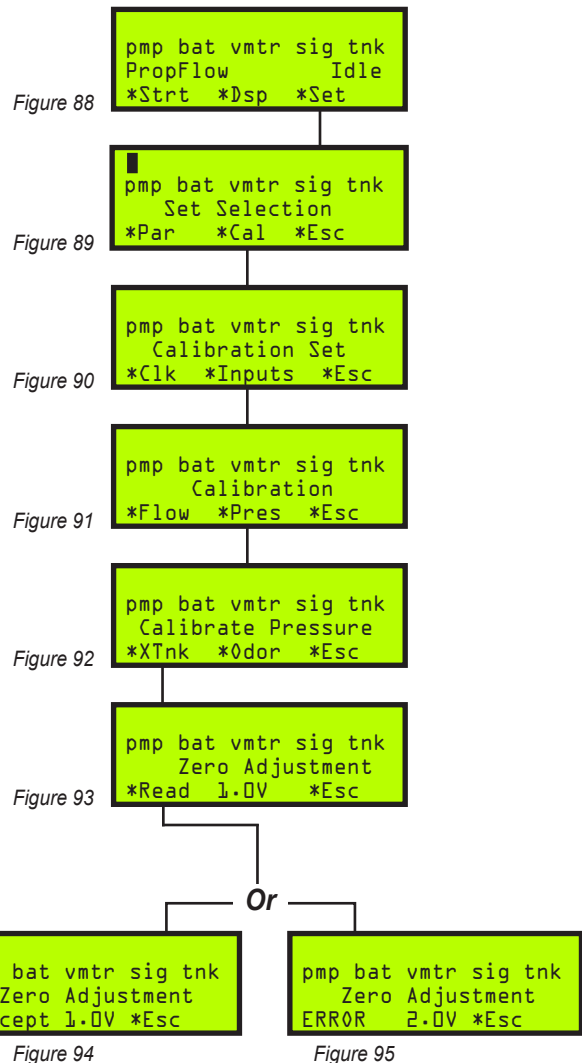 pmp bat vmtr sig tnk
PropFlow Idle
*Strt *Dsp *Set
Figure 88
pmp bat vmtr sig tnk
Set Selection
*Par *Cal *Esc
Figure 89
pmp bat vmtr sig tnk
Calibration Set
*Clk *Inputs *Esc
Figure 90
pmp bat vmtr sig tnk
Calibration
*Flow *Pres *Esc
Figure 91
pmp bat vmtr sig tnk
Calibrate Pressure
*XTnk *Odor *Esc
Figure 92
pmp bat vmtr sig tnk
Zero Adjustment
*Read 1.0V *Esc
Figure 93
Or
bat vmtr sig tnk
Zero Adjustment
cept 1.0V *Esc
Figure 94
pmp bat vmtr sig tnk
Zero Adjustment
ERROR 2.0V *Esc
Figure 95